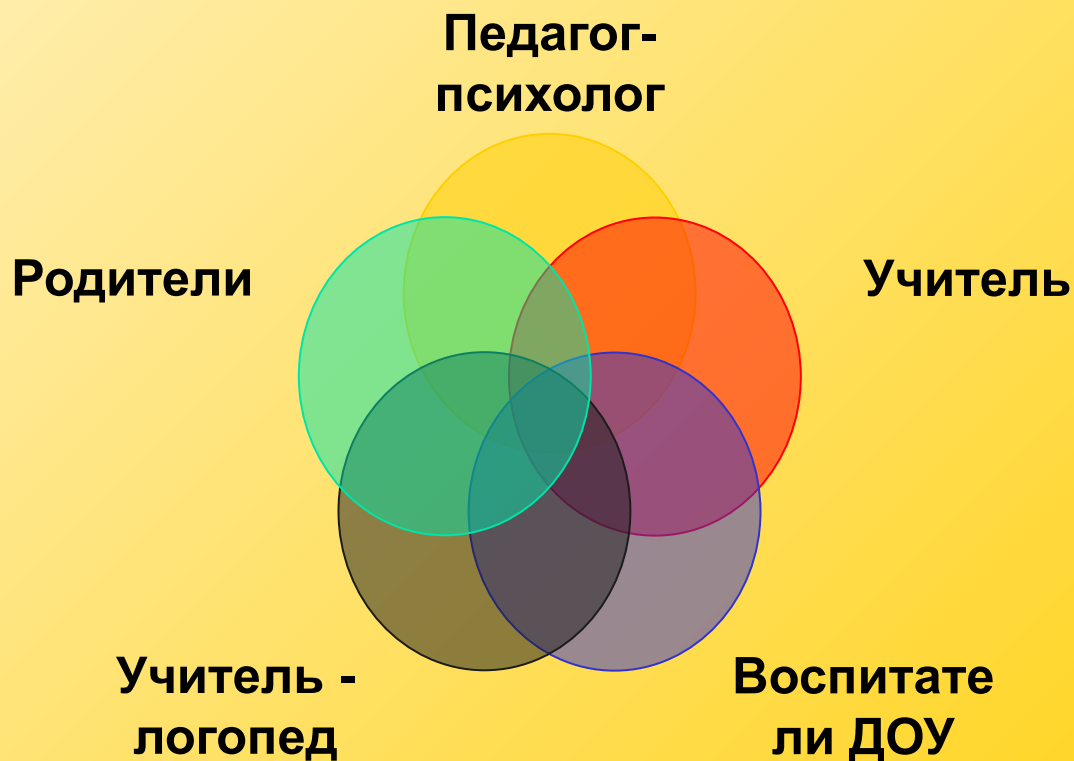 Педагог-
психолог
Родители
Учитель
Учитель -
логопед
Воспитате
ли ДОУ